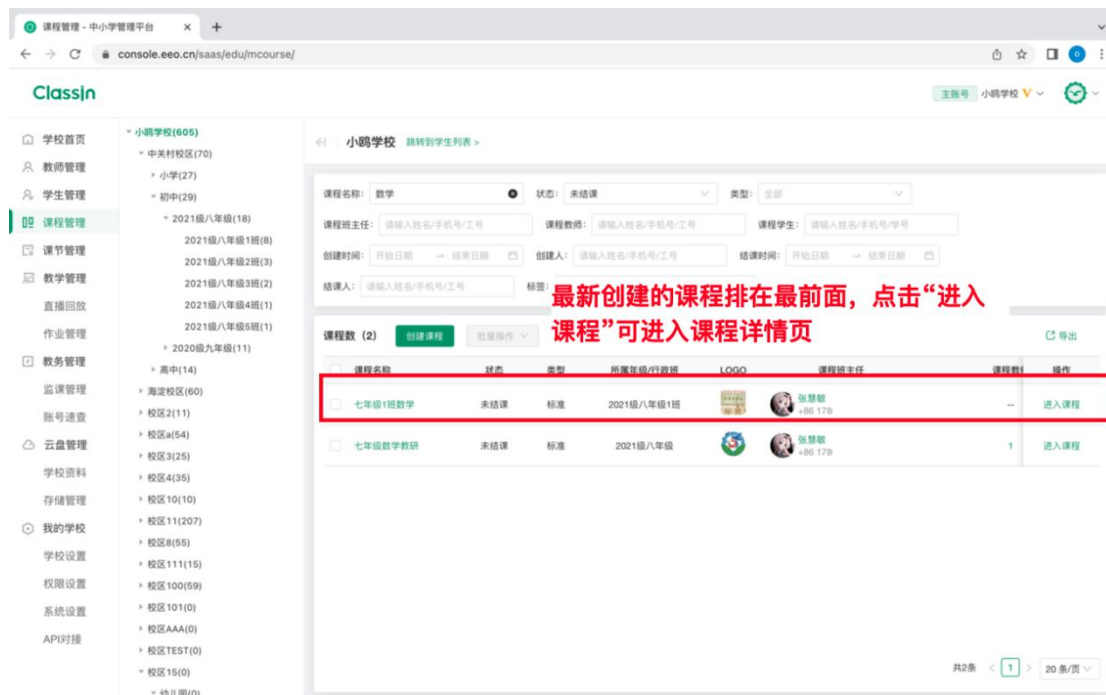 课程管理 - 中小学管理平台
console.eeo.cn/saas/edu/mcourse/
ClassIn
主账号 小鸥学校 V
学校首页
教师管理
学生管理
课程管理
课节管理
教学管理
直播回放
作业管理
教务管理
监课管理
账号速查
云盘管理
学校资料
存储管理
我的学校
学校设置
权限设置
系统设置
API对接
小鸥学校(605)
中关村校区(70)
小学(27)
初中(29)
2021级八年级(18)
2021级八年级1班(8)
2021级八年级2班(3)
2021级八年级3班(2)
2021级八年级4班(1)
2021级八年级5班(1)
2020级九年级(11)
高中(14)
海淀校区(60)
校区2(11)
校区a(54)
校区3(25)
校区4(35)
校区10(10)
校区11(207)
校区8(55)
校区111(15)
校区100(59)
校区101(0)
校区AAA(0)
校区TEST(0)
校区15(0)
幼儿园(0)
小鸥学校 跳转到学生列表 >
课程名称: 数学 状态: 未结课 类型: 全部
课程班主任: 请输入姓名/手机号/工号 课程教师: 请输入姓名/手机号/工号 课程学生: 请输入姓名/手机号/学号
创建时间: 开始日期 → 结束日期 创建人: 请输入姓名/手机号/工号 结课时间: 开始日期 → 结束日期
结课人: 请输入姓名/手机号/工号 标签:
最新创建的课程排在最前面，点击“进入
课程”可进入课程详情页
课程数 (2) 创建课程 批量操作 导出
课程名称 状态 类型 所属年级/行政班 LOGO 课程班主任 课程教 操作
七年级1班数学 未结课 标准 2021级八年级1班 张慧敏 -- 进入课程
+86 178
七年级数学教研 未结课 标准 2021级八年级 张慧敏 1 进入课程
+86 178
共2条 < 1 > 20 条/页